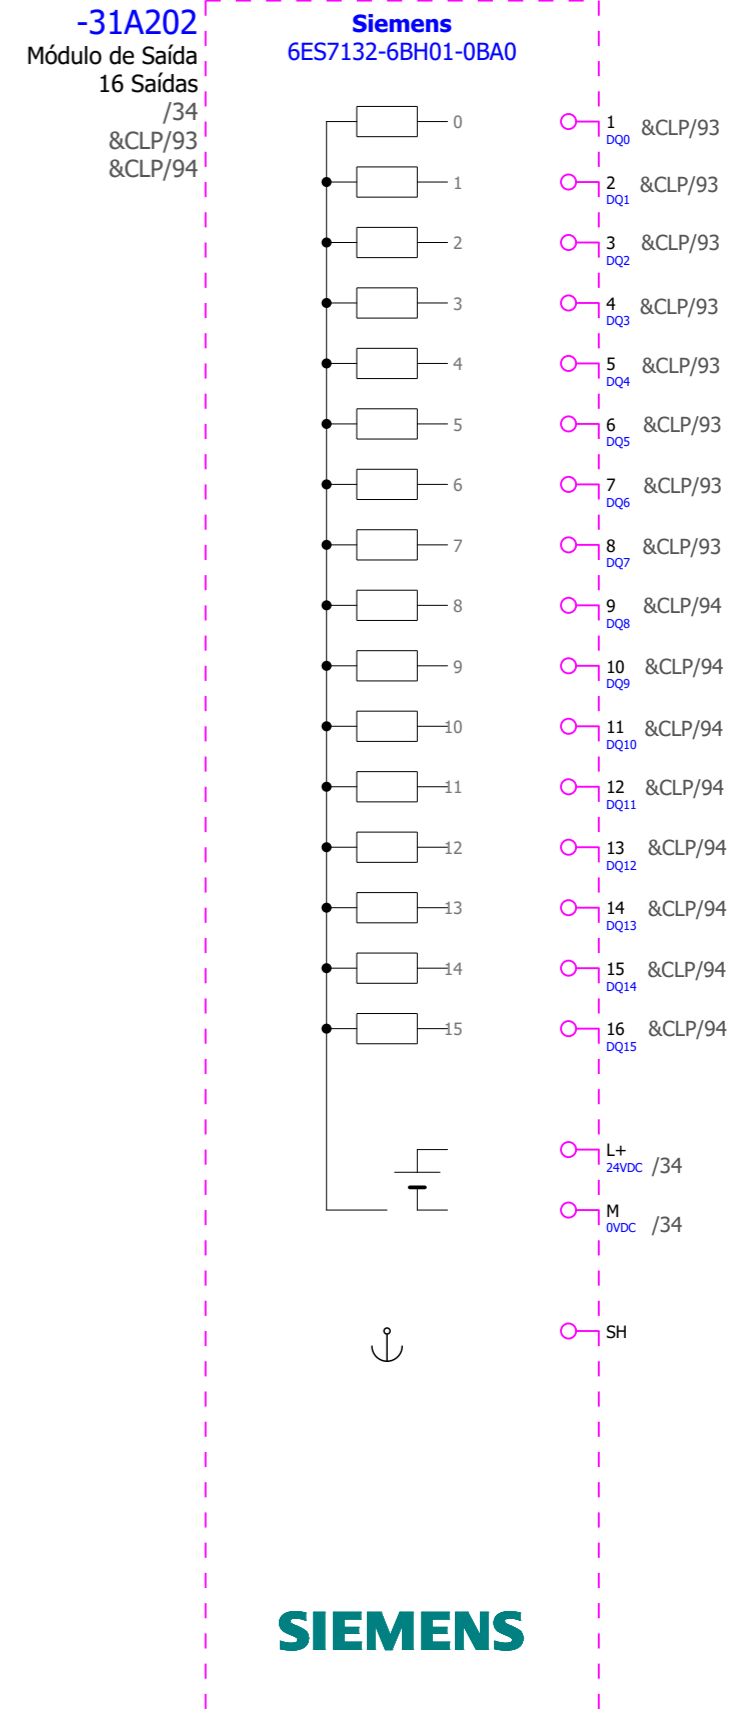 -31A202
Módulo de Saída
16 Saídas
/34
&CLP/93
&CLP/94
Siemens
6ES7132-6BH01-0BA0
0 1 &CLP/93
DQ0
1 2 &CLP/93
DQ1
2 3 &CLP/93
DQ2
3 4 &CLP/93
DQ3
4 5 &CLP/93
DQ4
5 6 &CLP/93
DQ5
6 7 &CLP/93
DQ6
7 8 &CLP/93
DQ7
8 9 &CLP/94
DQ8
9 10 &CLP/94
DQ9
10 11 &CLP/94
DQ10
11 12 &CLP/94
DQ11
12 13 &CLP/94
DQ12
13 14 &CLP/94
DQ13
14 15 &CLP/94
DQ14
15 16 &CLP/94
DQ15
L+
24VDC /34
M
0VDC /34
SH
SIEMENS